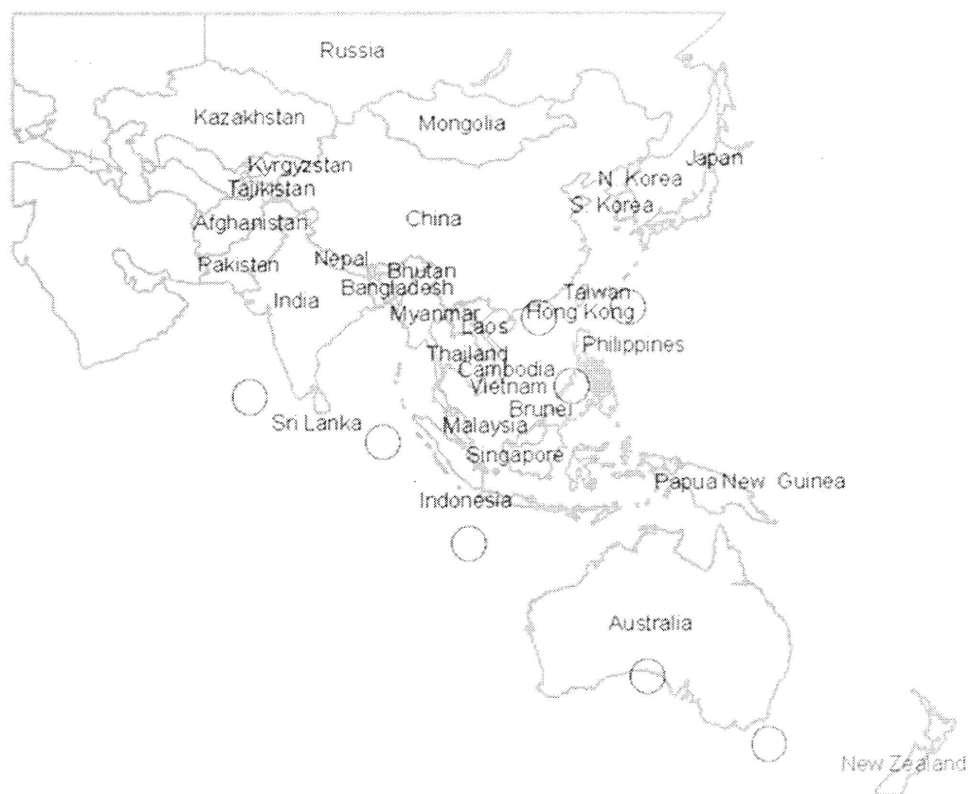 Russia
Kazakhstan
Mongolia
Kyrgyzstan
Japan
N. Korea
Tajikistan
S. Korea
Afghanistan
China
Nepal
Pakistan
Bhutan
Bangladesh
India
Taiwan
Myanmar
Hong Kong
Laos
Philippines
Thailand
Cambodia
Vietnam
Brunei
Sri Lanka
Malaysia
Singapore
Papua New Guinea
Indonesia
Australia
New Zealand